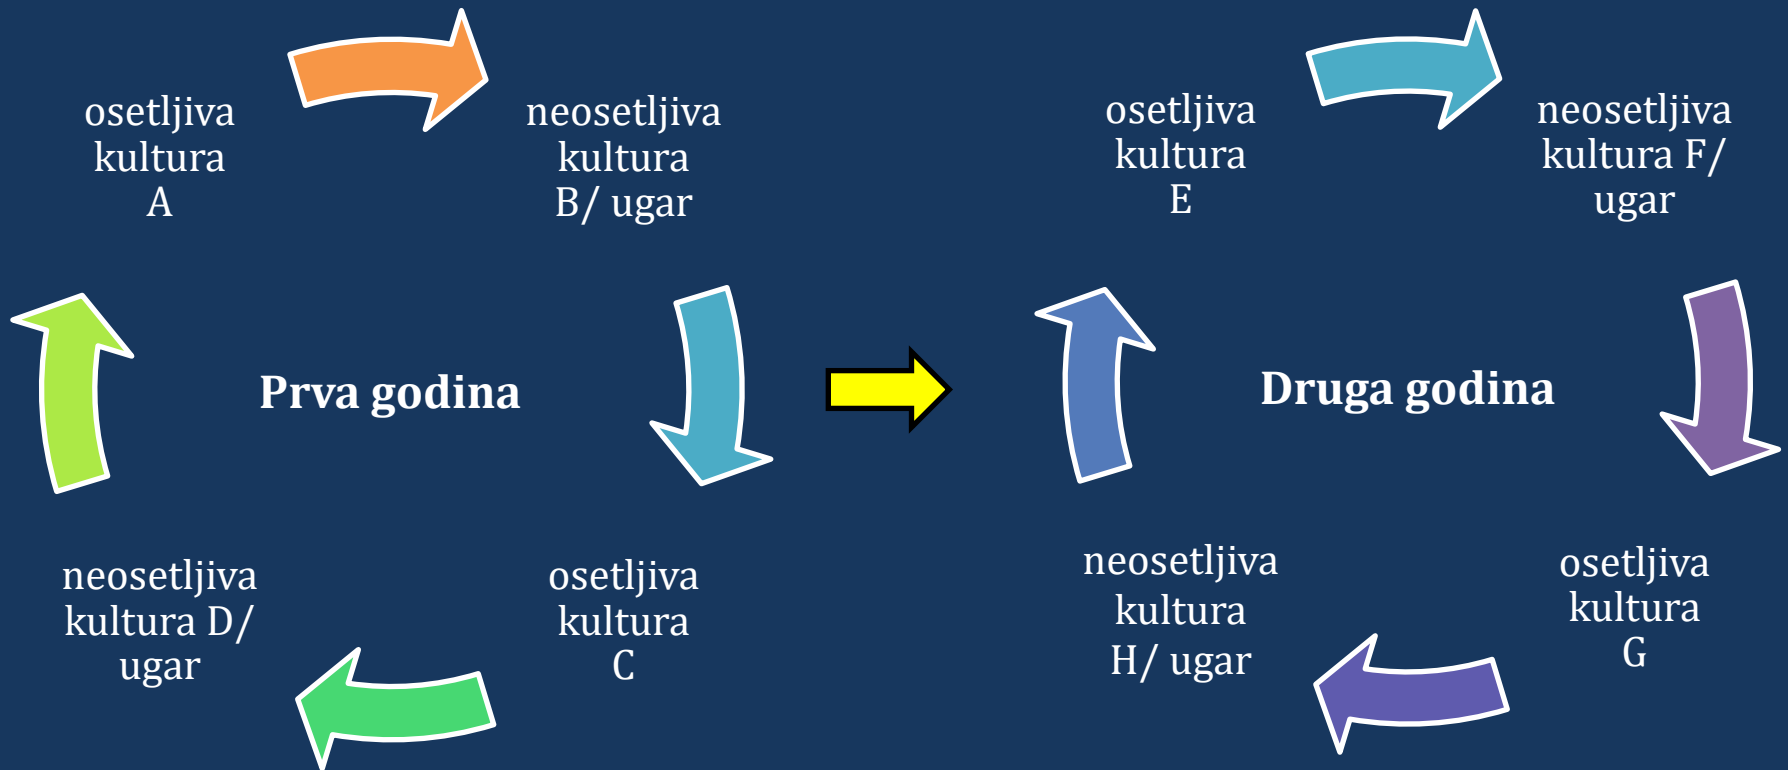 osetljiva
kultura
A
neosetljiva
kultura
B/ ugar
Prva godina
neosetljiva
kultura D/
ugar
osetljiva
kultura
C
osetljiva
kultura
E
neosetljiva
kultura F/
ugar
Druga godina
neosetljiva
kultura
H/ ugar
osetljiva
kultura
G